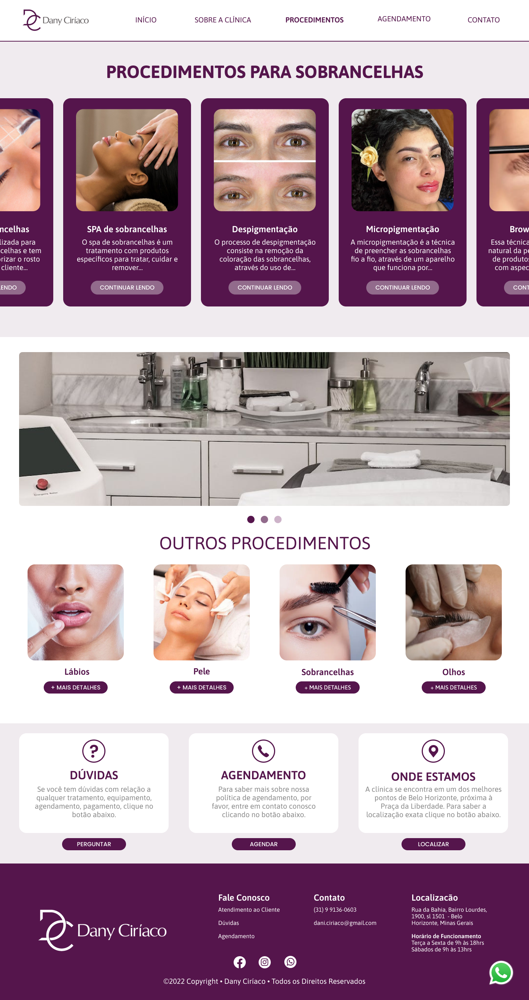 Dany Ciríaco
INÍCIO
SOBRE A CLÍNICA
PROCEDIMENTOS
AGENDAMENTO
CONTATO
PROCEDIMENTOS PARA SOBRANCELHAS
ncelhas
lizada para
celhas e tem
rizar o rosto
cliente...
LENDO
SPA de sobrancelhas
O spa de sobrancelhas é um
tratamento com produtos
específicos para tratar, cuidar e
remover...
CONTINUAR LENDO
Despigmentação
O processo de despigmentação
consiste na remoção da
coloração das sobrancelhas,
através do uso de...
CONTINUAR LENDO
Micropigmentação
A micropigmentação é a técnica
de preencher as sobrancelhas
fio a fio, através de um aparelho
que funciona por...
CONTINUAR LENDO
Brow
Essa técnica
natural da pe
de produtos
com aspec
CONT
OUTROS PROCEDIMENTOS
Lábios
+ MAIS DETALHES
Pele
+ MAIS DETALHES
Sobrancelhas
+ MAIS DETALHES
Olhos
+ MAIS DETALHES
DÚVIDAS
Se você tem dúvidas com relação a
qualquer tratamento, equipamento,
agendamento, pagamento, clique no
botão abaixo.
PERGUNTAR
AGENDAMENTO
Para saber mais sobre nossa
política de agendamento, por
favor, entre em contato conosco
clicando no botão abaixo.
AGENDAR
ONDE ESTAMOS
A clínica se encontra em um dos melhores
pontos de Belo Horizonte, próxima à
Praça da Liberdade. Para saber a
localização exata clique no botão abaixo.
LOCALIZAR
Dany Ciríaco
Fale Conosco
Atendimento ao Cliente
Dúvidas
Agendamento
Contato
(31) 9 9136-0603
dani.ciriaco@gmail.com
Localizacão
Rua da Bahia, Bairro Lourdes,
1900, sl 1501 - Belo
Horizonte, Minas Gerais
Horário de Funcionamento
Terça a Sexta de 9h às 18hrs
Sábados de 9h às 13hrs
©2022 Copyright • Dany Ciríaco • Todos os Direitos Reservados